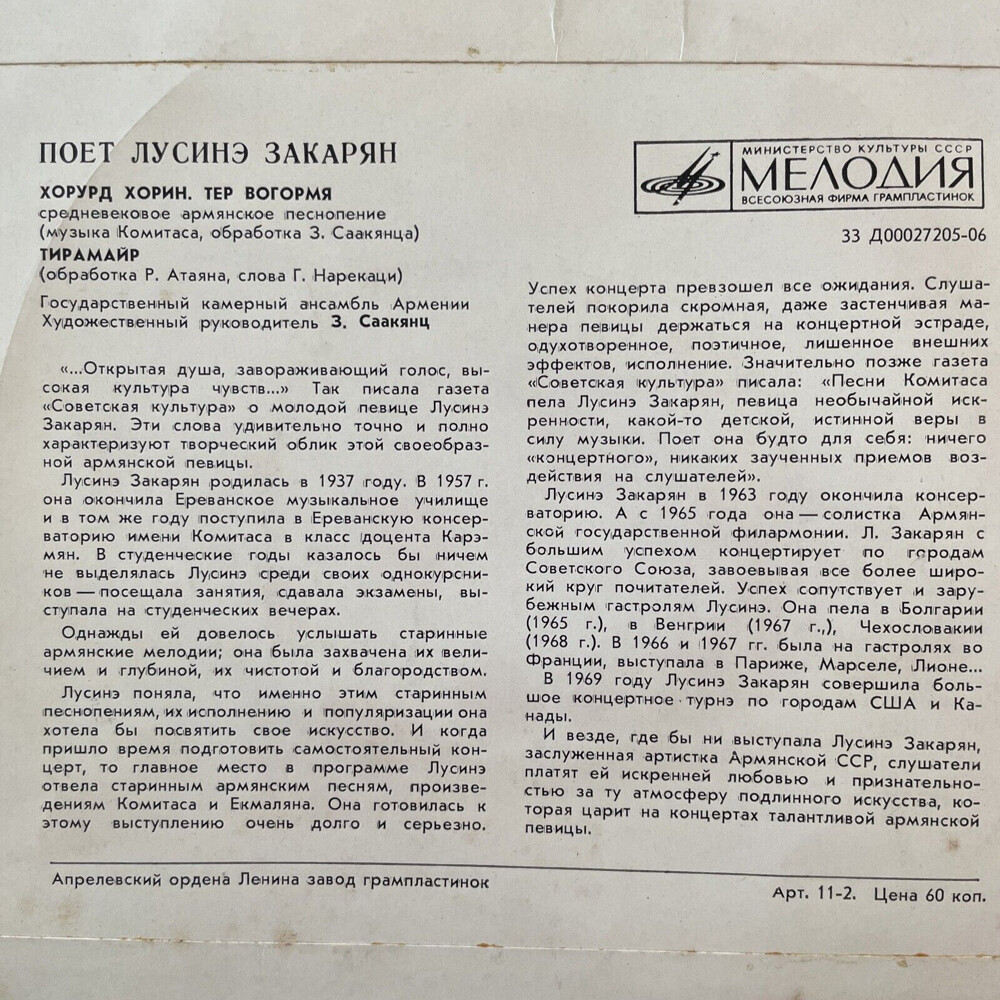 ПОЕТ ЛУСИНЭ ЗАКАРЯН
ХОРУРД ХОРИН. ТЕР ВОГОРМЯ
средневековое армянское песнопение
(музыка Комитаса, обработка З. Саакянца)
ТИРАМАЙР
(обработка Р. Атаяна, слова Г. Нарекаци)
Государственный камерный ансамбль Армении
Художественный руководитель З. Саакянц
«...Открытая душа, завораживающий голос, вы-
сокая культура чувств...» Так писала газета
«Советская культура» о молодой певице Лусинэ
Закарян. Эти слова удивительно точно и полно
характеризуют творческий облик этой своеобраз-
ной армянской певицы.
Лусинэ Закарян родилась в 1937 году. В 1957 г.
она окончила Ереванское музыкальное училище
и в том же году поступила в Ереванскую консер-
ваторию имени Комитаса в класс доцента Карэ-
мян. В студенческие годы казалось бы ничем
не выделялась Лусинэ среди своих однокурсни-
ков — посещала занятия, сдавала экзамены, вы-
ступала на студенческих вечерах.
Однажды ей довелось услышать старинные
армянские мелодии; она была захвачена их вели-
чием и глубиной, их чистотой и благородством.
Лусинэ поняла, что именно этим старинным
песнопениям, их исполнению и популяризации она
хотела бы посвятить свое искусство. И когда
пришло время подготовить самостоятельный кон-
церт, то главное место в программе Лусинэ
отвела старинным армянским песням, произве-
дениям Комитаса и Екмаляна. Она готовилась к
этому выступлению очень долго и серьезно.
МИНИСТЕРСТВО КУЛЬТУРЫ СССР
МЕЛОДИЯ
ВСЕСОЮЗНАЯ ФИРМА ГРАМПЛАСТИНОК
33 Д00027205-06
Успех концерта превзошел все ожидания. Слуша-
телей покорила скромная, даже застенчивая ма-
нера певицы держаться на концертной эстраде,
одухотворенное, поэтичное, лишенное внешних
эффектов, исполнение. Значительно позже газета
«Советская культура» писала: «Песни Комитаса
пела Лусинэ Закарян, певица необычайной иск-
ренности, какой-то детской, истинной веры в
силу музыки. Поет она будто для себя: ничего
«концертного», никаких заученных приемов воз-
действия на слушателей».
Лусинэ Закарян в 1963 году окончила консер-
ваторию. А с 1965 года она — солистка Армян-
ской государственной филармонии. Л. Закарян с
большим успехом концертирует по городам
Советского Союза, завоевывая все более широ-
кий круг почитателей. Успех сопутствует и зару-
бежным гастролям Лусинэ. Она пела в Болгарии
(1965 г.), в Венгрии (1967 г.,), Чехословакии
(1968 г.). В 1966 и 1967 гг. была на гастролях во
Франции, выступала в Париже, Марселе, Лионе...
В 1969 году Лусинэ Закарян совершила боль-
шое концертное турнэ по городам США и Ка-
нады.
И везде, где бы ни выступала Лусинэ Закарян,
заслуженная артистка Армянской ССР, слушатели
платят ей искренней любовью и признательно-
стью за ту атмосферу подлинного искусства, ко-
торая царит на концертах талантливой армянской
певицы.
Апрелевский ордена Ленина завод грампластинок
Арт. 11-2. Цена 60 коп.